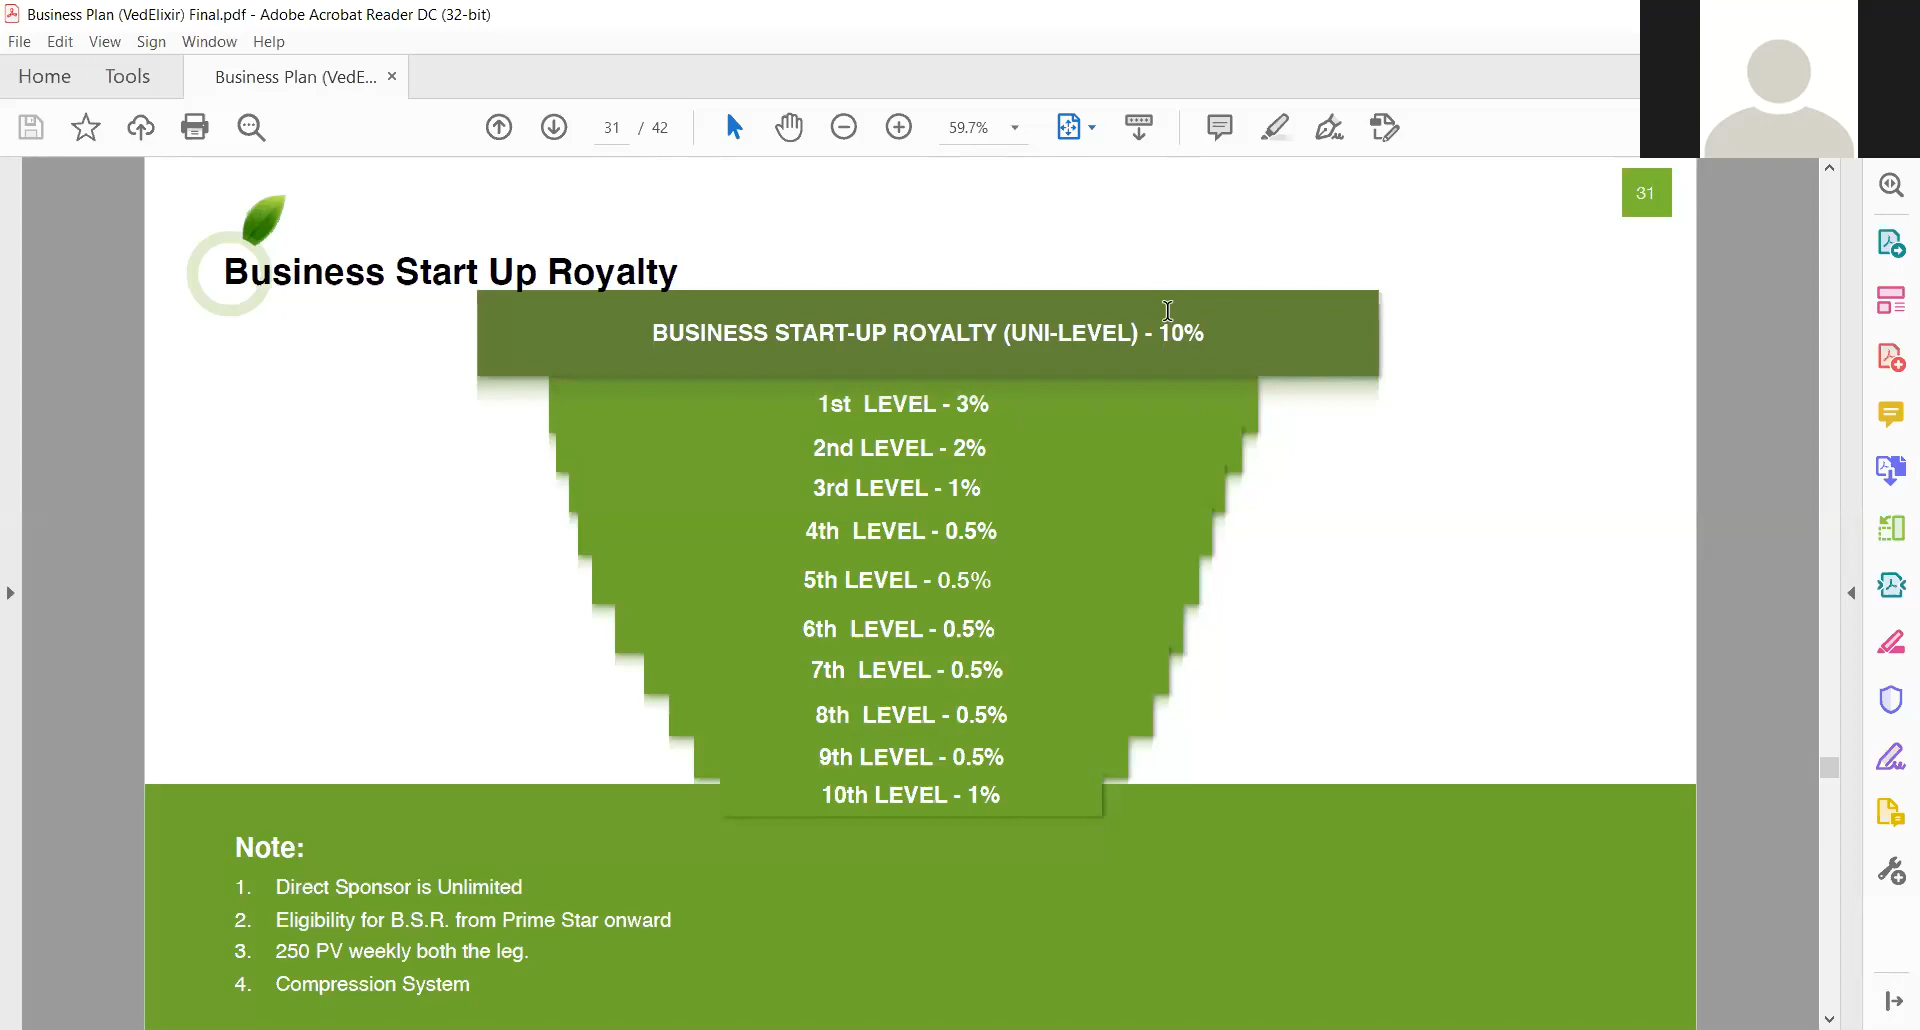 Business Plan (VedElixir) Final.pdf - Adobe Acrobat Reader DC (32-bit)
File Edit View Sign Window Help
Home Tools Business Plan (VedE... ×
31 / 42 59.7%
31
Business Start Up Royalty
BUSINESS START-UP ROYALTY (UNI-LEVEL) - 10%
1st LEVEL - 3%
2nd LEVEL - 2%
3rd LEVEL - 1%
4th LEVEL - 0.5%
5th LEVEL - 0.5%
6th LEVEL - 0.5%
7th LEVEL - 0.5%
8th LEVEL - 0.5%
9th LEVEL - 0.5%
10th LEVEL - 1%
Note:
1. Direct Sponsor is Unlimited
2. Eligibility for B.S.R. from Prime Star onward
3. 250 PV weekly both the leg.
4. Compression System